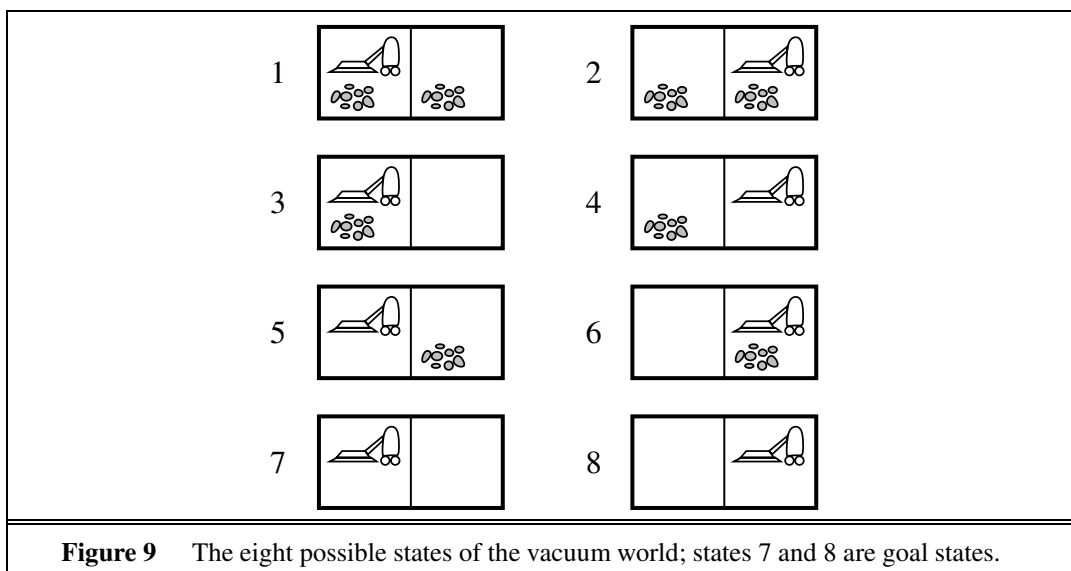 1 2
3 4
5 6
7 8
Figure 9 The eight possible states of the vacuum world; states 7 and 8 are goal states.